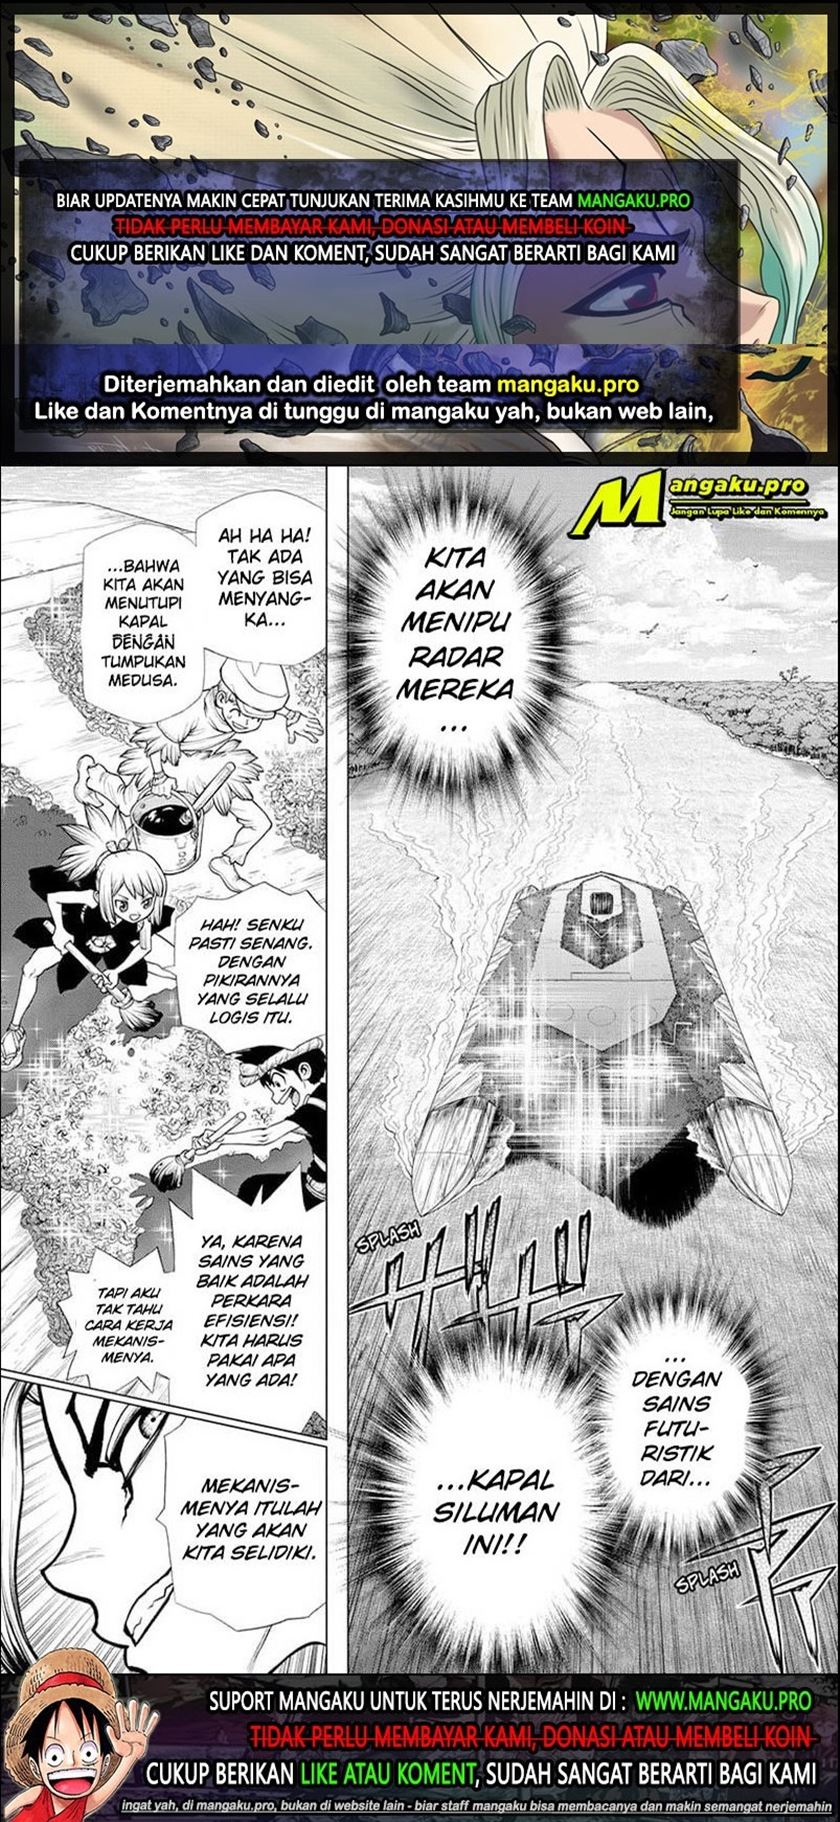 BIAR UPDATENYA MAKIN CEPAT TUNJUKAN TERIMA KASIHMU KE TEAM MANGAKU.PRO
TIDAK PERLU MEMBAYAR KAMI, DONASI ATAU MEMBELI KOIN
CUKUP BERIKAN LIKE DAN KOMENT, SUDAH SANGAT BERARTI BAGI KAMI
Diterjemahkan dan diedit oleh team mangaku.pro
Like dan Komentnya di tunggu di mangaku yah, bukan web lain,
Mangaku.pro
Jangan Lupa Like dan Komennya
KITA
AKAN
MENIPU
RADAR
MEREKA
...
SPLASH
ザザザ
...
DENGAN
SAINS
FUTU-
RISTIK
DARI...
...KAPAL
SILUMAN
INI!!
SPLASH
ザザ
AH HA HA!
TAK ADA
YANG BISA
MENYANG-
KA...
...BAHWA
KITA AKAN
MENUTUPI
KAPAL
DENGAN
TUMPUKAN
MEDUSA.
HAH! SENKU
PASTI SENANG.
DENGAN
PIKIRANNYA
YANG SELALU
LOGIS ITU.
YA, KARENA
SAINS YANG
BAIK ADALAH
PERKARA
EFISIENSI!
KITA HARUS
PAKAI APA
YANG ADA!
TAPI AKU
TAK TAHU
CARA KERJA
MEKANIS-
MENYA.
MEKANIS-
MENYA ITULAH
YANG AKAN
KITA SELIDIKI.
SUPORT MANGAKU UNTUK TERUS NERJEMAHIN DI : WWW.MANGAKU.PRO
TIDAK PERLU MEMBAYAR KAMI, DONASI ATAU MEMBELI KOIN
CUKUP BERIKAN LIKE ATAU KOMENT, SUDAH SANGAT BERARTI BAGI KAMI
ingat yah, di mangaku.pro, bukan di website lain - biar staff mangaku bisa membacanya dan makin semangat nerjemahin